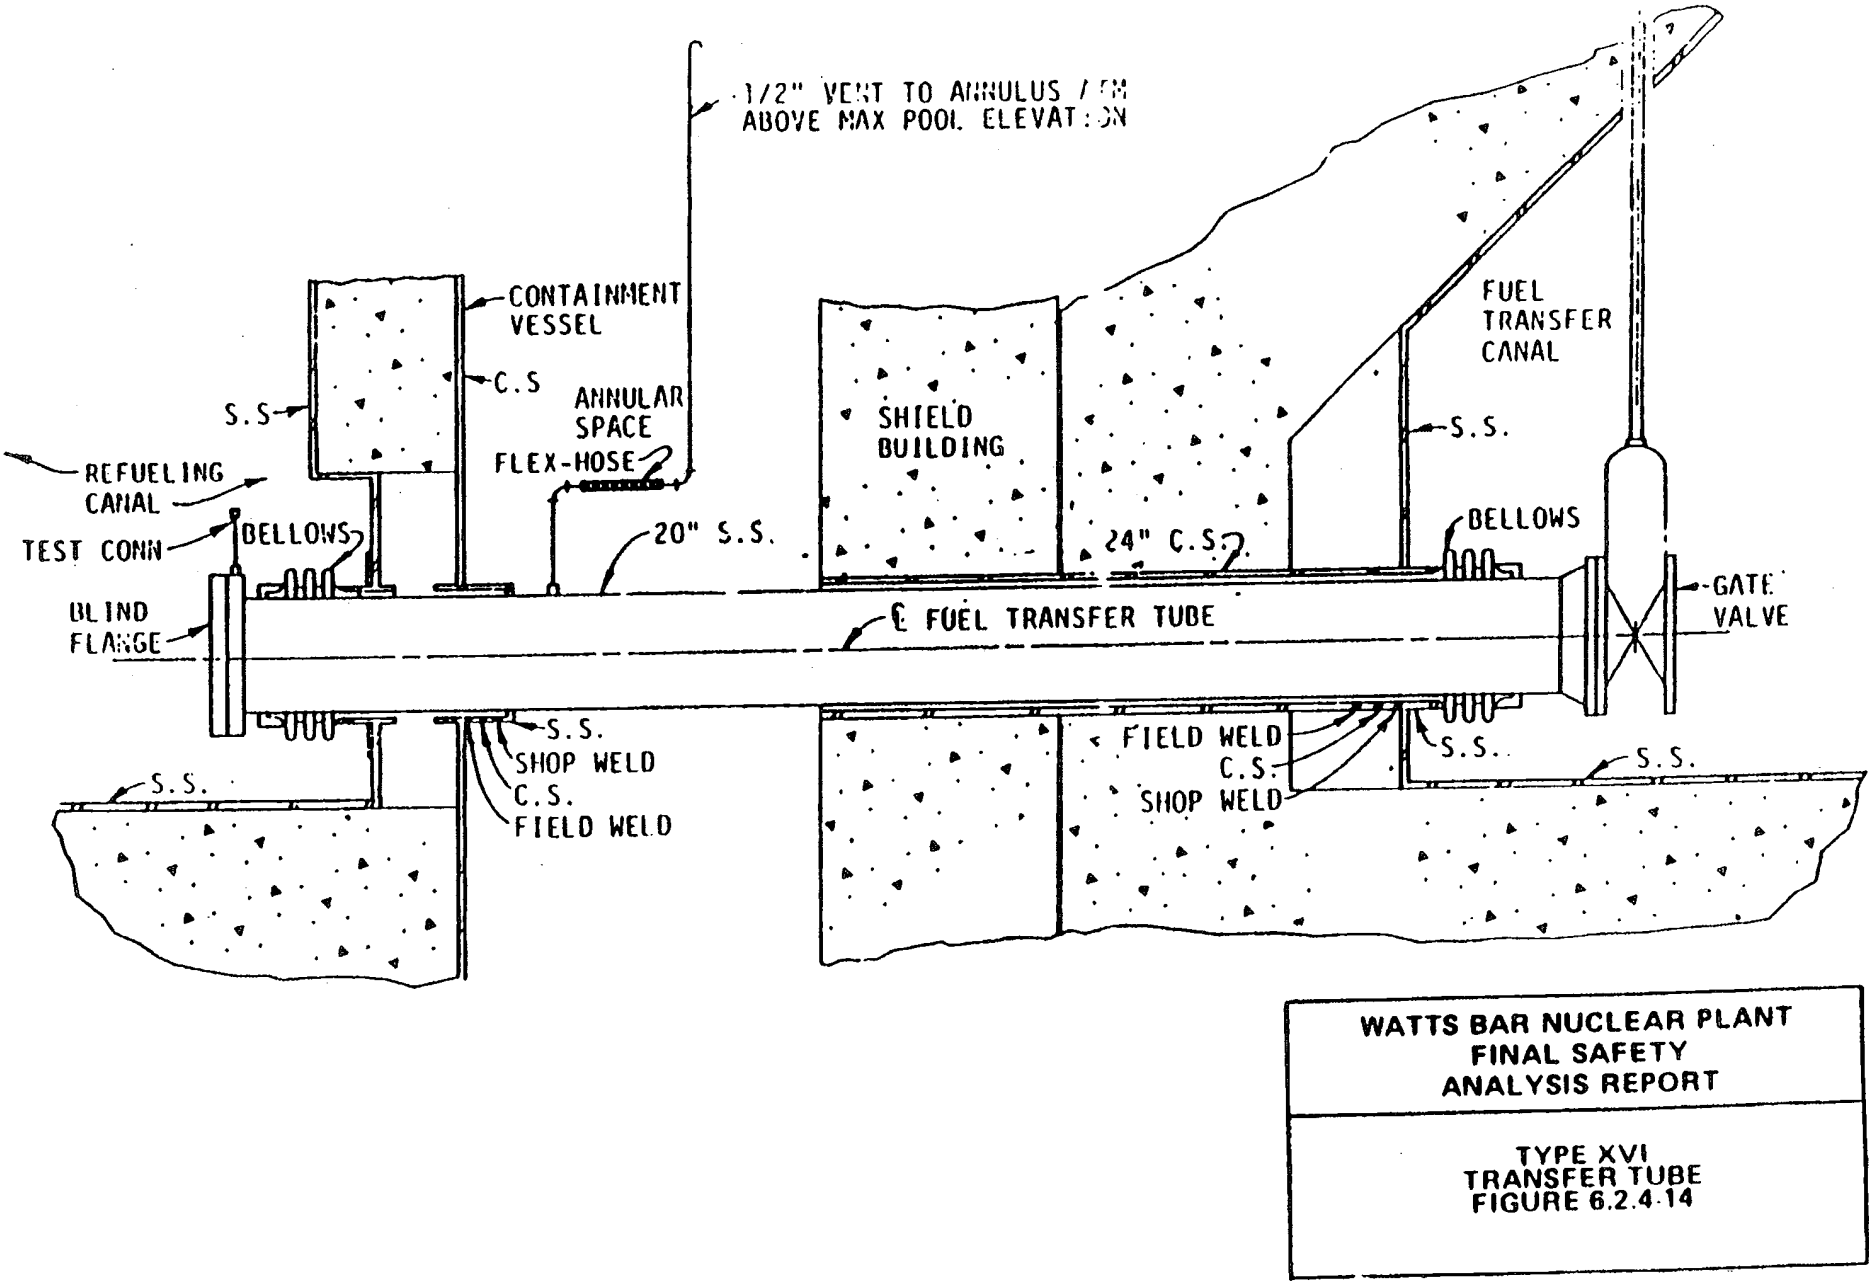 1/2" VENT TO ANNULUS ATM
ABOVE MAX POOL ELEVATION
CONTAINMENT
VESSEL
C.S
S.S
ANNULAR
SPACE
FLEX-HOSE
REFUELING
CANAL
TEST CONN
BELLOWS
20" S.S.
BLIND
FLANGE
SHIELD
BUILDING
24" C.S.
FUEL
TRANSFER
CANAL
S.S.
BELLOWS
GATE
VALVE
℄ FUEL TRANSFER TUBE
S.S.
SHOP WELD
C.S.
FIELD WELD
S.S.
FIELD WELD
C.S.
SHOP WELD
S.S.
S.S.
WATTS BAR NUCLEAR PLANT
FINAL SAFETY
ANALYSIS REPORT
TYPE XVI
TRANSFER TUBE
FIGURE 6.2.4-14